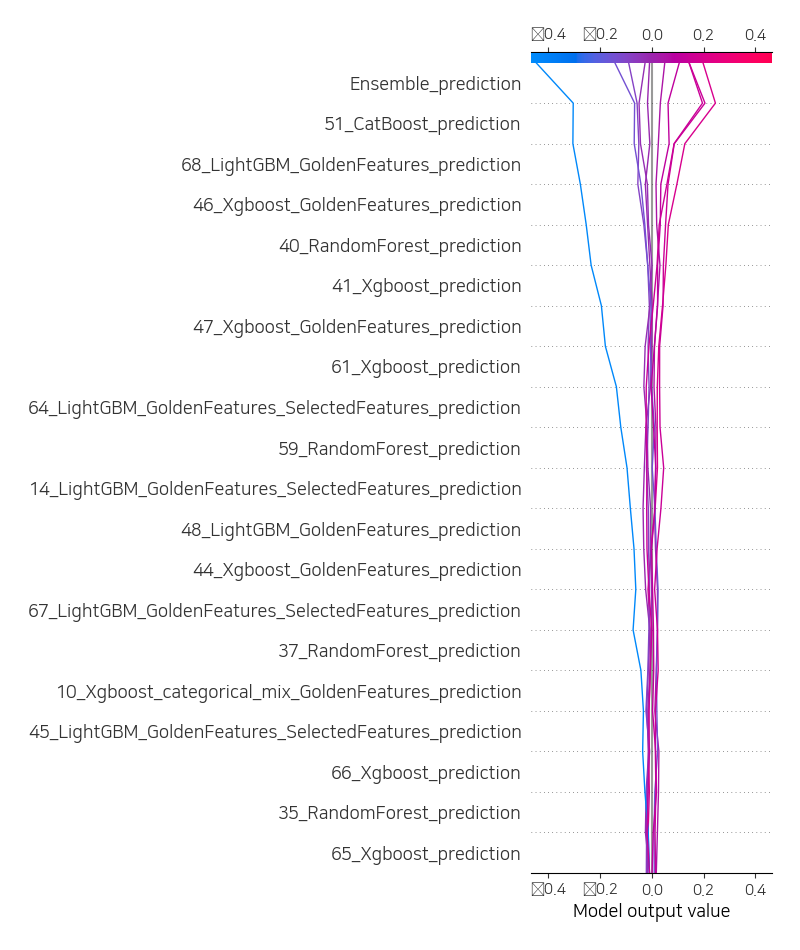 0.4 0.2 0.0 0.2 0.4
Ensemble_prediction
51_CatBoost_prediction
68_LightGBM_GoldenFeatures_prediction
46_Xgboost_GoldenFeatures_prediction
40_RandomForest_prediction
41_Xgboost_prediction
47_Xgboost_GoldenFeatures_prediction
61_Xgboost_prediction
64_LightGBM_GoldenFeatures_SelectedFeatures_prediction
59_RandomForest_prediction
14_LightGBM_GoldenFeatures_SelectedFeatures_prediction
48_LightGBM_GoldenFeatures_prediction
44_Xgboost_GoldenFeatures_prediction
67_LightGBM_GoldenFeatures_SelectedFeatures_prediction
37_RandomForest_prediction
10_Xgboost_categorical_mix_GoldenFeatures_prediction
45_LightGBM_GoldenFeatures_SelectedFeatures_prediction
66_Xgboost_prediction
35_RandomForest_prediction
65_Xgboost_prediction
0.4 0.2 0.0 0.2 0.4
Model output value